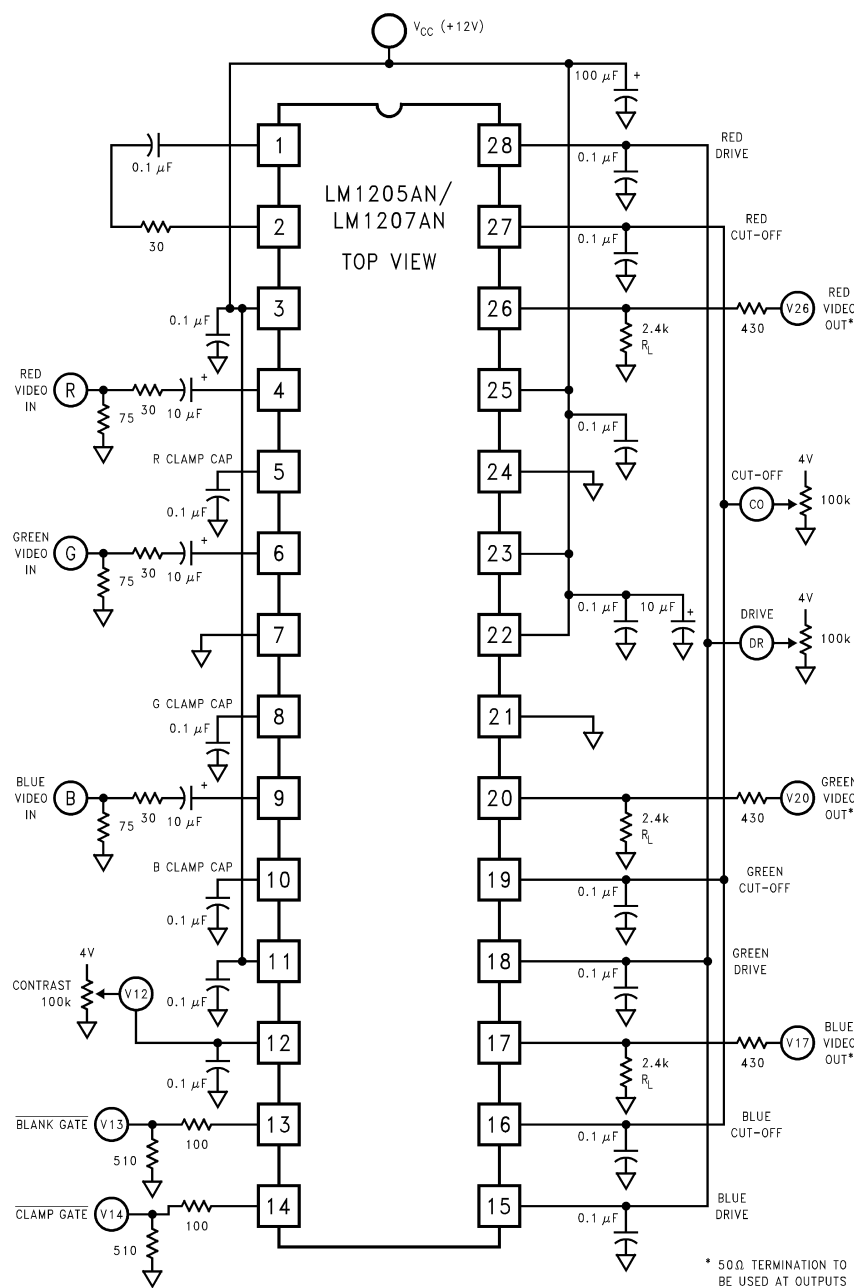 V_CC (+12V)
100 μF +
1
0.1 μF
28
RED
DRIVE
0.1 μF
LM1205AN/
LM1207AN
TOP VIEW
2
30
27
RED
CUT-OFF
0.1 μF
3
0.1 μF
26
2.4k
R_L
430
V26
RED
VIDEO
OUT*
RED
VIDEO
IN
R
75
30
10 μF
+
4
25
0.1 μF
R CLAMP CAP
0.1 μF
5
24
CUT-OFF
CO
4V
100k
GREEN
VIDEO
IN
G
75
30
10 μF
+
6
23
7
22
0.1 μF
10 μF
+
DRIVE
DR
4V
100k
G CLAMP CAP
0.1 μF
8
21
BLUE
VIDEO
IN
B
75
30
10 μF
+
9
20
2.4k
R_L
430
V20
GREEN
VIDEO
OUT*
B CLAMP CAP
0.1 μF
10
19
0.1 μF
GREEN
CUT-OFF
11
0.1 μF
18
0.1 μF
GREEN
DRIVE
4V
CONTRAST
100k
V12
12
0.1 μF
17
2.4k
R_L
430
V17
BLUE
VIDEO
OUT*
BLANK GATE
V13
510
100
13
16
0.1 μF
BLUE
CUT-OFF
CLAMP GATE
V14
510
100
14
15
0.1 μF
BLUE
DRIVE
* 50Ω TERMINATION TO
BE USED AT OUTPUTS